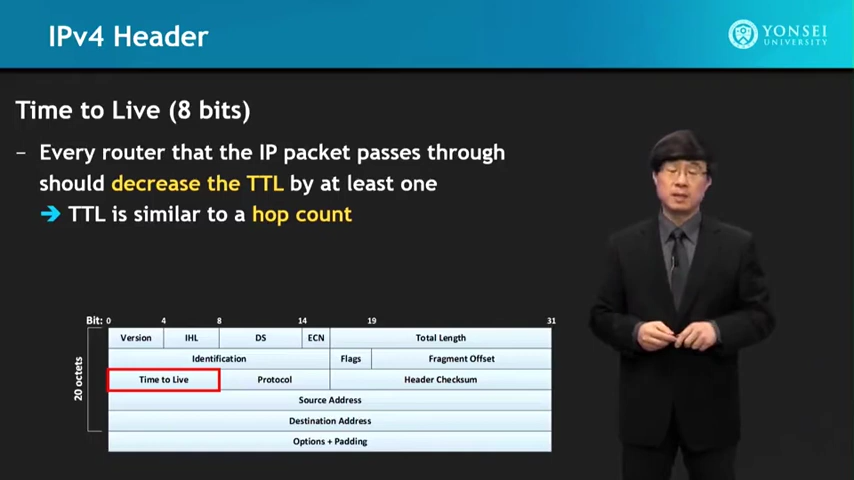 IPv4 Header
YONSEI
UNIVERSITY
Time to Live (8 bits)
– Every router that the IP packet passes through
should decrease the TTL by at least one
➔ TTL is similar to a hop count
Bit: 0 4 8 14 19 31
Version IHL DS ECN Total Length
Identification Flags Fragment Offset
Time to Live Protocol Header Checksum
Source Address
Destination Address
Options + Padding
20 octets